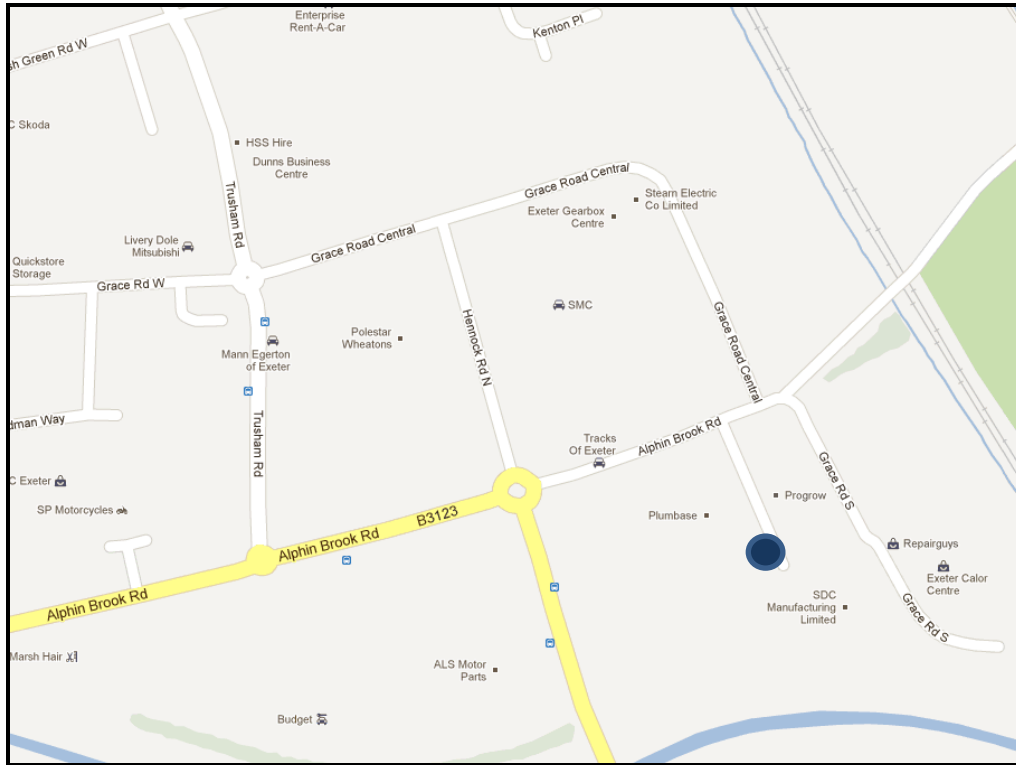 Enterprise
Rent-A-Car
Kenton Pl
sh Green Rd W
C Skoda
HSS Hire
Dunns Business
Centre
Trusham Rd
Grace Road Central
Stearn Electric
Co Limited
Exeter Gearbox
Centre
Livery Dole
Mitsubishi
Grace Road Central
Quickstore
Storage
Grace Rd W
SMC
Grace Road Central
Hennock Rd N
Polestar
Wheatons
Mann Egerton
of Exeter
dman Way
Trusham Rd
Tracks
Of Exeter
Alphin Brook Rd
Grace Rd S
C Exeter
SP Motorcycles
B3123
Alphin Brook Rd
Progrow
Plumbase
Repairguys
Exeter Calor
Centre
Alphin Brook Rd
SDC
Manufacturing
Limited
Grace Rd S
Marsh Hair
ALS Motor
Parts
Budget